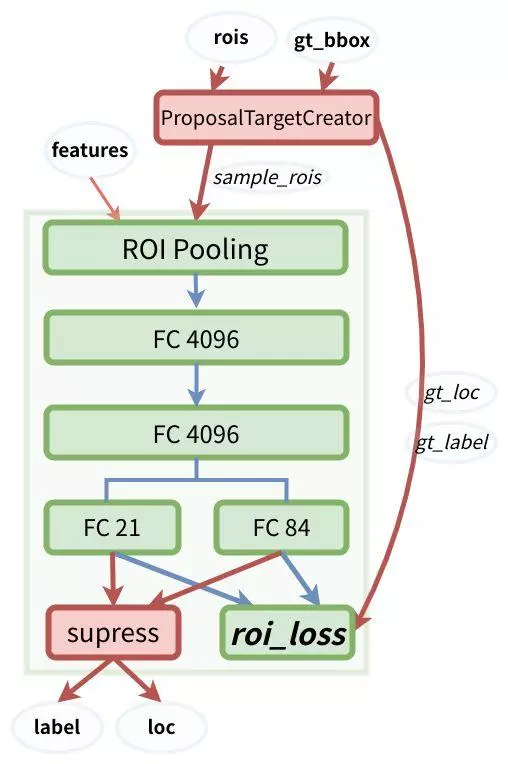 rois
gt_bbox
ProposalTargetCreator
features
sample_rois
ROI Pooling
FC 4096
FC 4096
gt_loc
gt_label
FC 21
FC 84
supress
roi_loss
label
loc